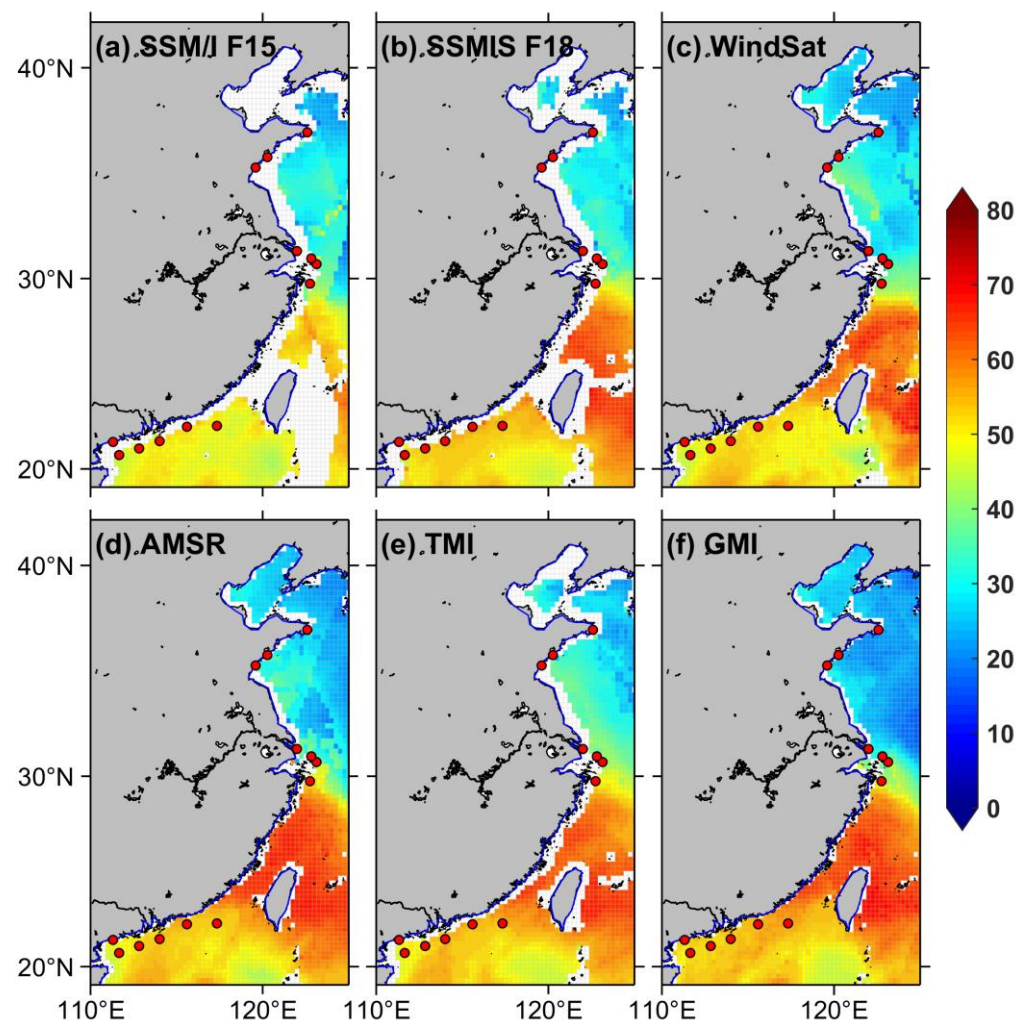 (a) SSM/I F15 (b) SSMIS F18 (c) WindSat
40°N
30°N
20°N
80
70
60
50
40
30
20
10
0
(d) AMSR (e) TMI (f) GMI
40°N
30°N
20°N
110°E 120°E 110°E 120°E 110°E 120°E